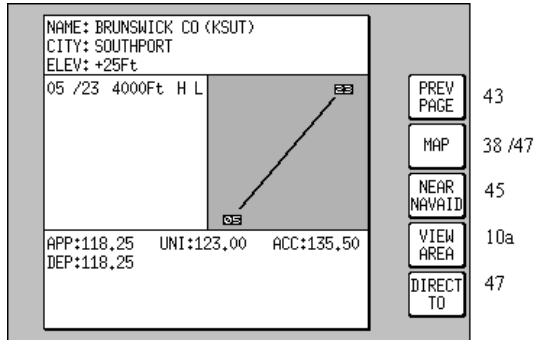 NAME: BRUNSWICK CO (KSUT)
CITY: SOUTHPORT
ELEV: +25Ft
05 /23 4000Ft H L
23
05
APP:118.25 UNI:123.00 ACC:135.50
DEP:118.25
PREV
PAGE
43
MAP
38 /47
NEAR
NAVAID
45
VIEW
AREA
10a
DIRECT
TO
47